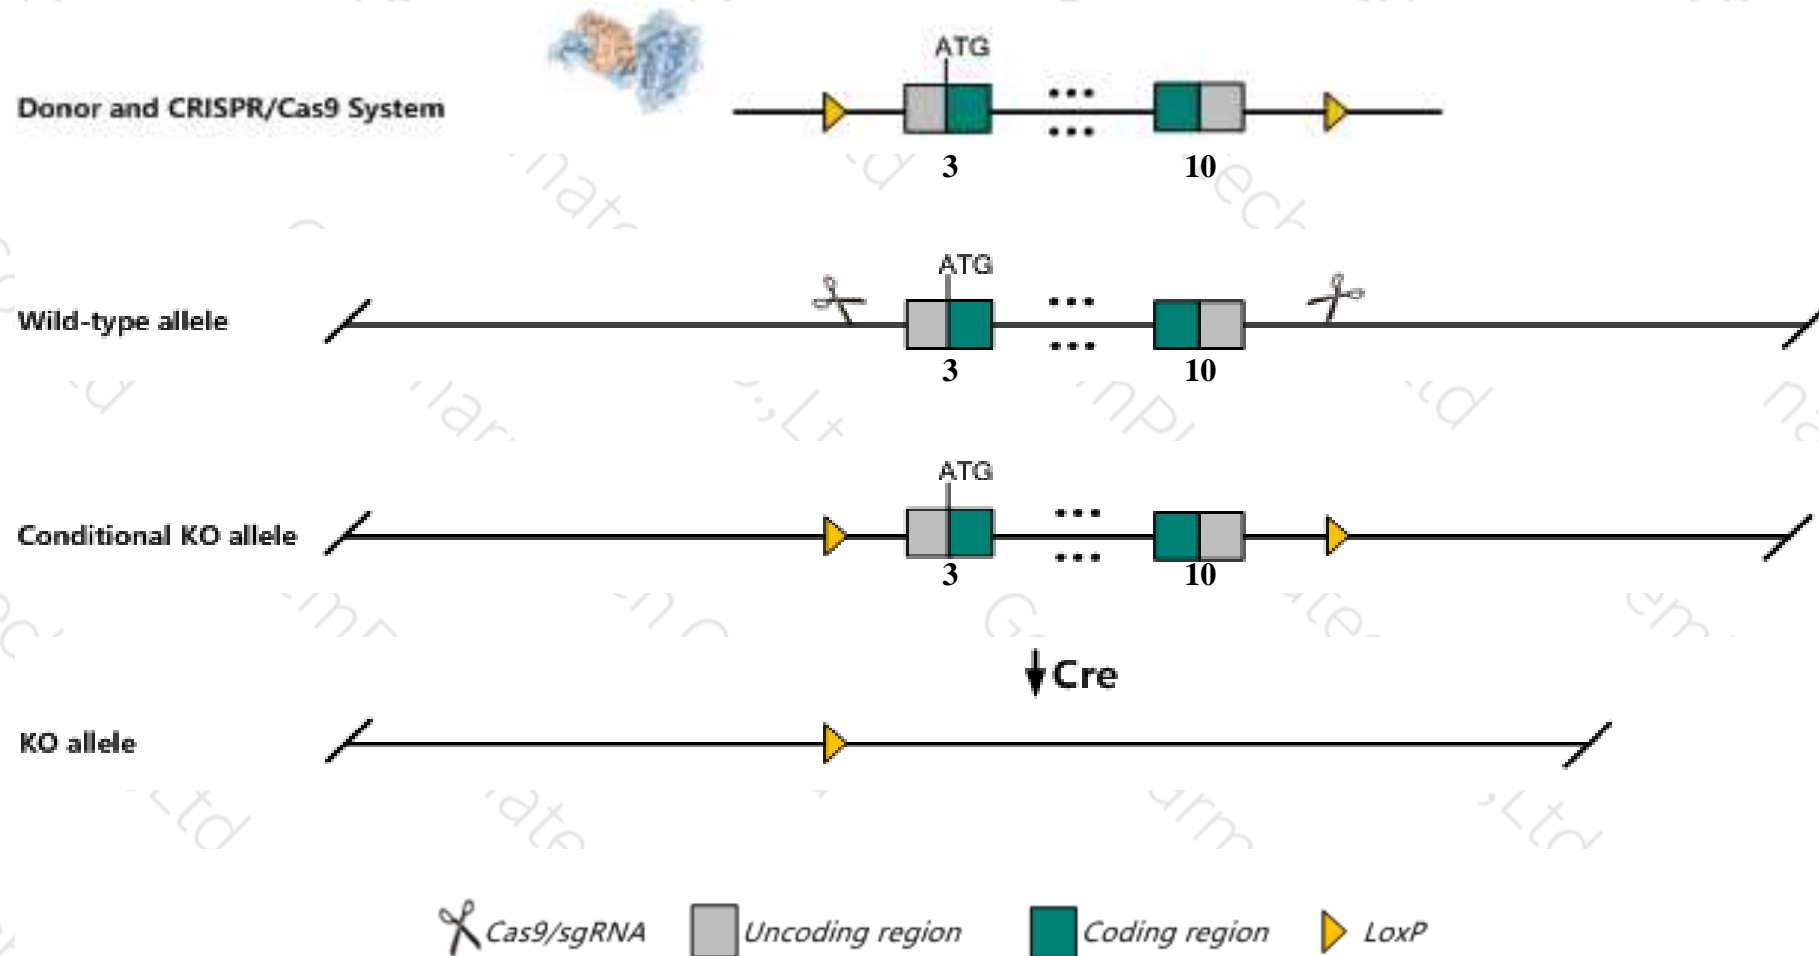 ATG
Donor and CRISPR/Cas9 System
3 10
ATG
Wild-type allele
3 10
ATG
Conditional KO allele
3 10
Cre
KO allele
Cas9/sgRNA Uncoding region Coding region LoxP